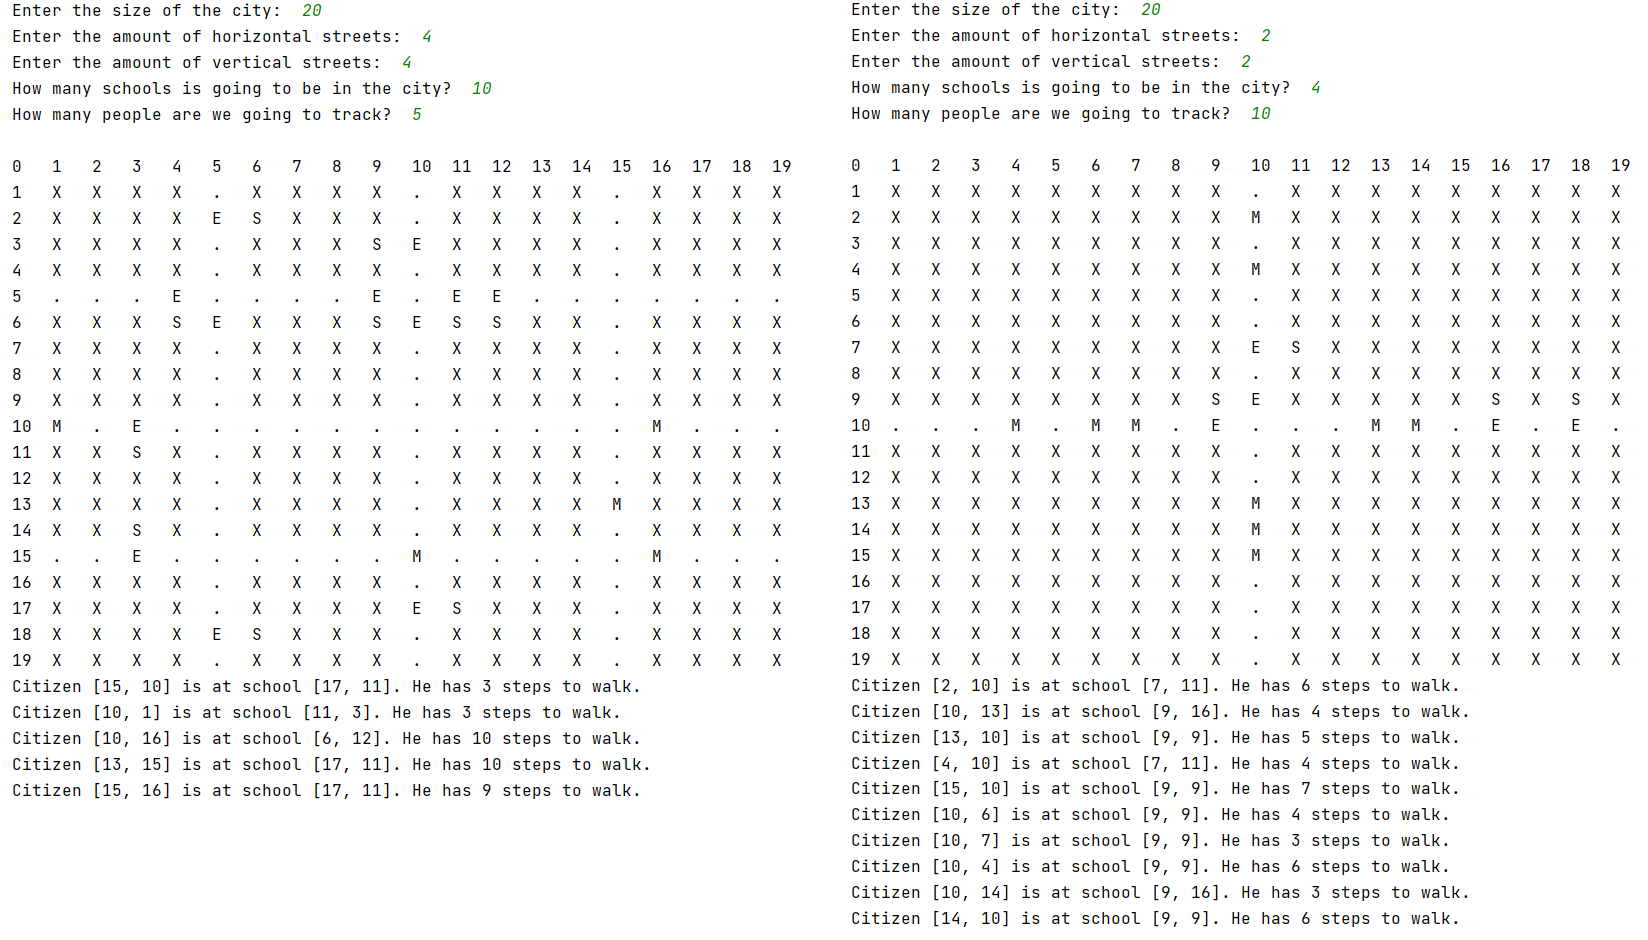 Enter the size of the city:  20
Enter the amount of horizontal streets:  4
Enter the amount of vertical streets:  4
How many schools is going to be in the city?  10
How many people are we going to track?  5
0   1   2   3   4   5   6   7   8   9   10  11  12  13  14  15  16  17  18  19
1   X   X   X   X   .   X   X   X   X   .   X   X   X   X   .   X   X   X   X
2   X   X   X   X   E   S   X   X   X   .   X   X   X   X   .   X   X   X   X
3   X   X   X   X   .   X   X   X   S   E   X   X   X   X   .   X   X   X   X
4   X   X   X   X   .   X   X   X   X   .   X   X   X   X   .   X   X   X   X
5   .   .   .   E   .   .   .   .   E   .   E   E   .   .   .   .   .   .   .
6   X   X   X   S   E   X   X   X   S   E   S   S   X   X   .   X   X   X   X
7   X   X   X   X   .   X   X   X   X   .   X   X   X   X   .   X   X   X   X
8   X   X   X   X   .   X   X   X   X   .   X   X   X   X   .   X   X   X   X
9   X   X   X   X   .   X   X   X   X   .   X   X   X   X   .   X   X   X   X
10  M   .   E   .   .   .   .   .   .   .   .   .   .   .   .   M   .   .   .
11  X   X   S   X   .   X   X   X   X   .   X   X   X   X   .   X   X   X   X
12  X   X   X   X   .   X   X   X   X   .   X   X   X   X   .   X   X   X   X
13  X   X   X   X   .   X   X   X   X   .   X   X   X   X   M   X   X   X   X
14  X   X   S   X   .   X   X   X   X   .   X   X   X   X   .   X   X   X   X
15  .   .   E   .   .   .   .   .   .   M   .   .   .   .   .   M   .   .   .
16  X   X   X   X   .   X   X   X   X   .   X   X   X   X   .   X   X   X   X
17  X   X   X   X   .   X   X   X   X   E   S   X   X   X   .   X   X   X   X
18  X   X   X   X   E   S   X   X   X   .   X   X   X   X   .   X   X   X   X
19  X   X   X   X   .   X   X   X   X   .   X   X   X   X   .   X   X   X   X
Citizen [15, 10] is at school [17, 11]. He has 3 steps to walk.
Citizen [10, 1] is at school [11, 3]. He has 3 steps to walk.
Citizen [10, 16] is at school [6, 12]. He has 10 steps to walk.
Citizen [13, 15] is at school [17, 11]. He has 10 steps to walk.
Citizen [15, 16] is at school [17, 11]. He has 9 steps to walk.
Enter the size of the city:  20
Enter the amount of horizontal streets:  2
Enter the amount of vertical streets:  2
How many schools is going to be in the city?  4
How many people are we going to track?  10
0   1   2   3   4   5   6   7   8   9   10  11  12  13  14  15  16  17  18  19
1   X   X   X   X   X   X   X   X   X   .   X   X   X   X   X   X   X   X   X
2   X   X   X   X   X   X   X   X   X   M   X   X   X   X   X   X   X   X   X
3   X   X   X   X   X   X   X   X   X   .   X   X   X   X   X   X   X   X   X
4   X   X   X   X   X   X   X   X   X   M   X   X   X   X   X   X   X   X   X
5   X   X   X   X   X   X   X   X   X   .   X   X   X   X   X   X   X   X   X
6   X   X   X   X   X   X   X   X   X   .   X   X   X   X   X   X   X   X   X
7   X   X   X   X   X   X   X   X   X   E   S   X   X   X   X   X   X   X   X
8   X   X   X   X   X   X   X   X   X   .   X   X   X   X   X   X   X   X   X
9   X   X   X   X   X   X   X   X   S   E   X   X   X   X   X   S   X   S   X
10  .   .   .   M   .   M   M   .   E   .   .   .   M   M   .   E   .   E   .
11  X   X   X   X   X   X   X   X   X   .   X   X   X   X   X   X   X   X   X
12  X   X   X   X   X   X   X   X   X   .   X   X   X   X   X   X   X   X   X
13  X   X   X   X   X   X   X   X   X   M   X   X   X   X   X   X   X   X   X
14  X   X   X   X   X   X   X   X   X   M   X   X   X   X   X   X   X   X   X
15  X   X   X   X   X   X   X   X   X   M   X   X   X   X   X   X   X   X   X
16  X   X   X   X   X   X   X   X   X   .   X   X   X   X   X   X   X   X   X
17  X   X   X   X   X   X   X   X   X   .   X   X   X   X   X   X   X   X   X
18  X   X   X   X   X   X   X   X   X   .   X   X   X   X   X   X   X   X   X
19  X   X   X   X   X   X   X   X   X   .   X   X   X   X   X   X   X   X   X
Citizen [2, 10] is at school [7, 11]. He has 6 steps to walk.
Citizen [10, 13] is at school [9, 16]. He has 4 steps to walk.
Citizen [13, 10] is at school [9, 9]. He has 5 steps to walk.
Citizen [4, 10] is at school [7, 11]. He has 4 steps to walk.
Citizen [15, 10] is at school [9, 9]. He has 7 steps to walk.
Citizen [10, 6] is at school [9, 9]. He has 4 steps to walk.
Citizen [10, 7] is at school [9, 9]. He has 3 steps to walk.
Citizen [10, 4] is at school [9, 9]. He has 6 steps to walk.
Citizen [10, 14] is at school [9, 16]. He has 3 steps to walk.
Citizen [14, 10] is at school [9, 9]. He has 6 steps to walk.